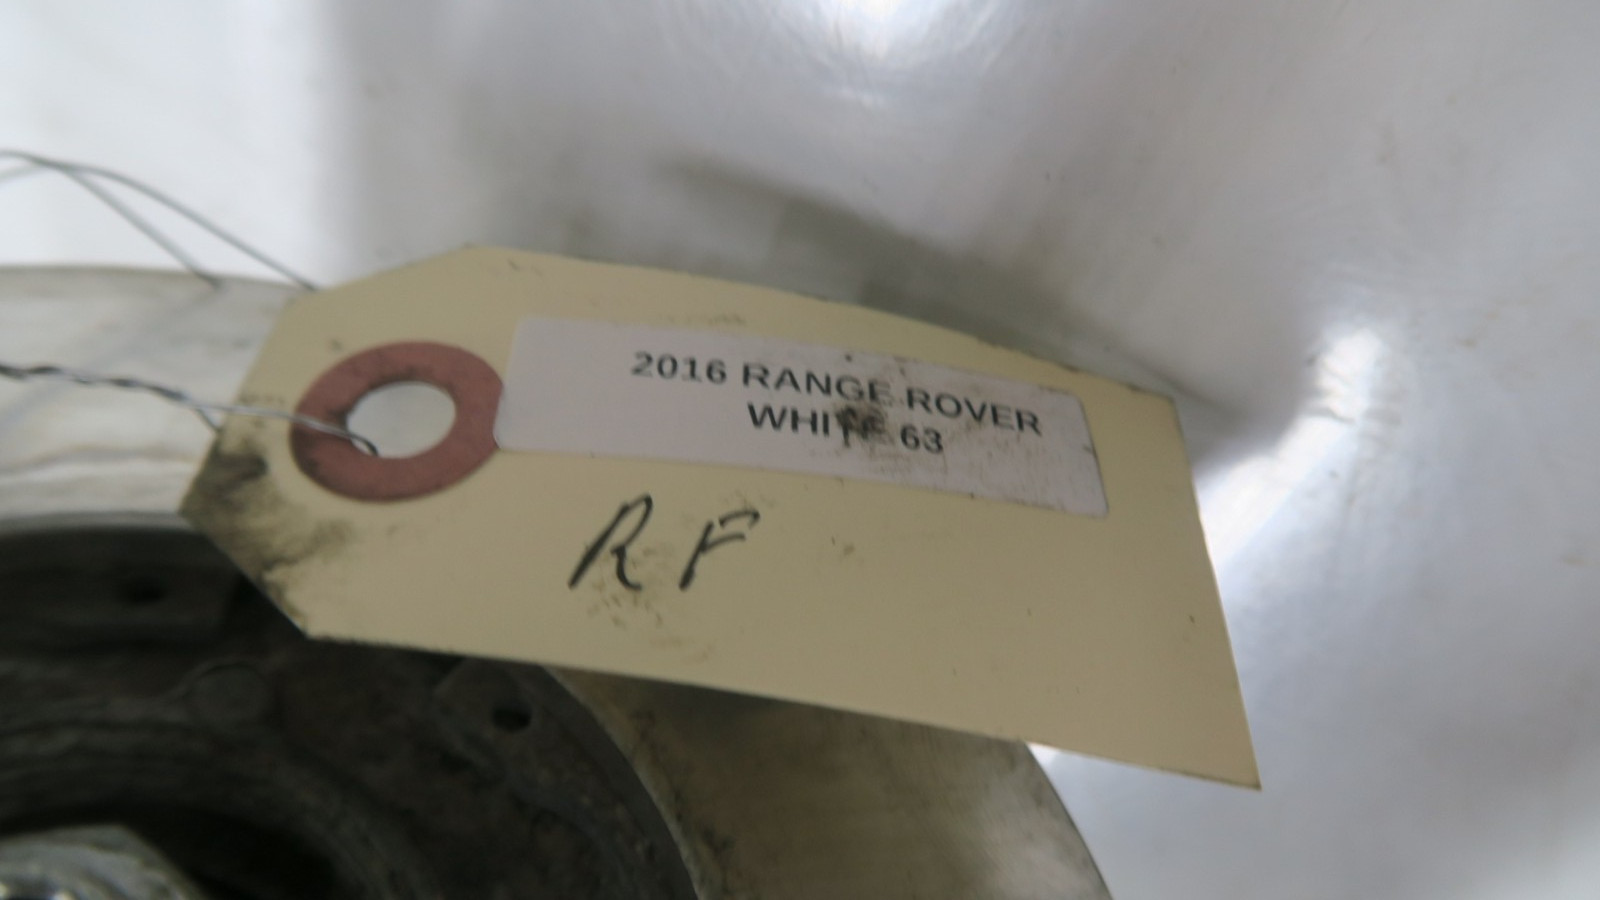 2016 RANGE ROVER
WHITE 63
RF